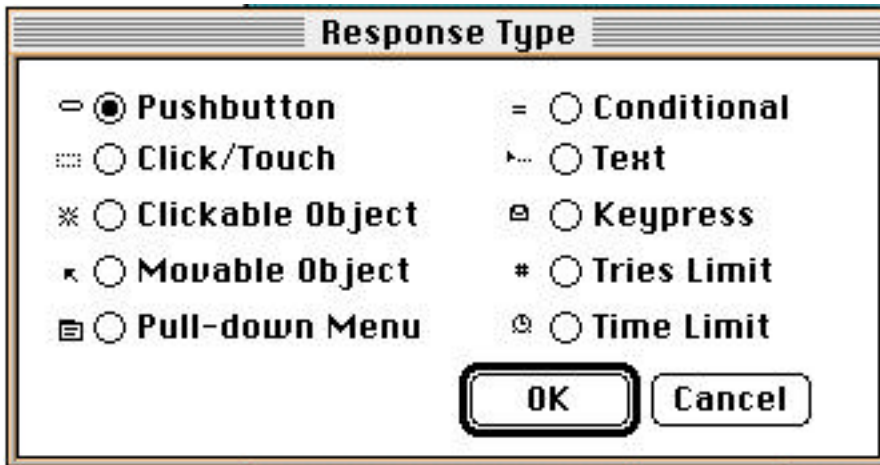 Response Type
Pushbutton
Click/Touch
Clickable Object
Movable Object
Pull-down Menu
= Conditional
Text
Keypress
# Tries Limit
Time Limit
OK
Cancel